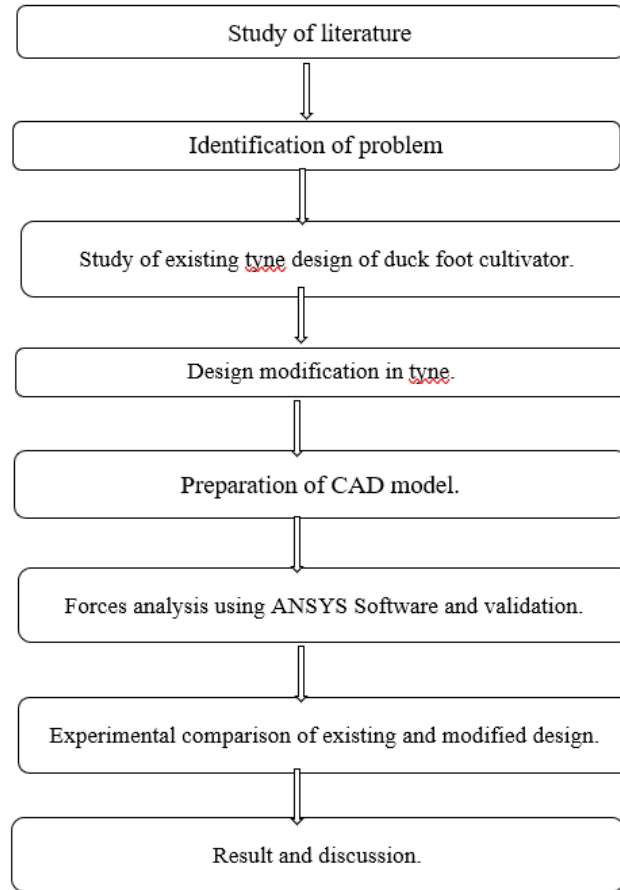 Study of literature
Identification of problem
Study of existing tyne design of duck foot cultivator.
Design modification in tyne.
Preparation of CAD model.
Forces analysis using ANSYS Software and validation.
Experimental comparison of existing and modified design.
Result and discussion.